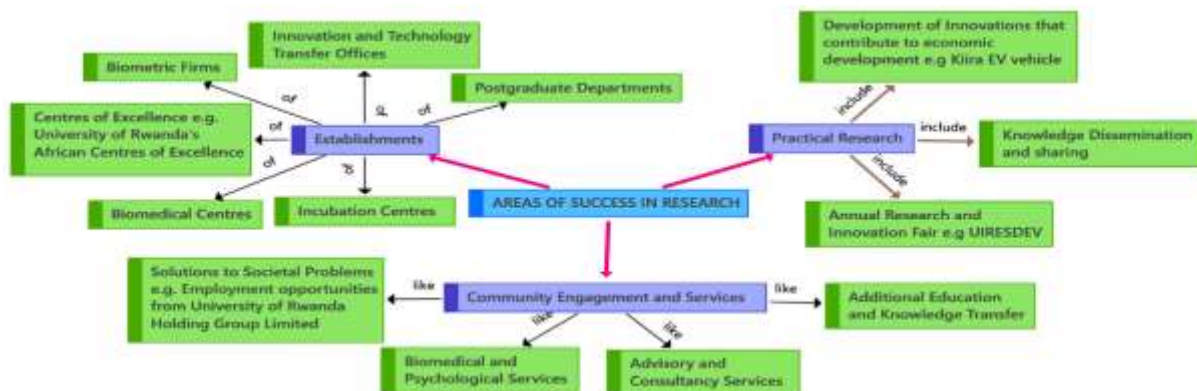 Innovation and Technology
Transfer Offices
Biometric Firms
of
of
of
Postgraduate Departments
Centres of Excellence e.g.
University of Rwanda's
African Centres of Excellence
of
Establishments
of
of
Biomedical Centres
Incubation Centres
Development of Innovations that
contribute to economic
development e.g Kiira EV vehicle
include
Practical Research
include
Knowledge Dissemination
and sharing
include
Annual Research and
Innovation Fair e.g UIRESDEV
AREAS OF SUCCESS IN RESEARCH
Solutions to Societal Problems
e.g. Employment opportunities
from University of Rwanda
Holding Group Limited
like
Community Engagement and Services
like
Additional Education
and Knowledge Transfer
like
like
Biomedical and
Psychological Services
Advisory and
Consultancy Services